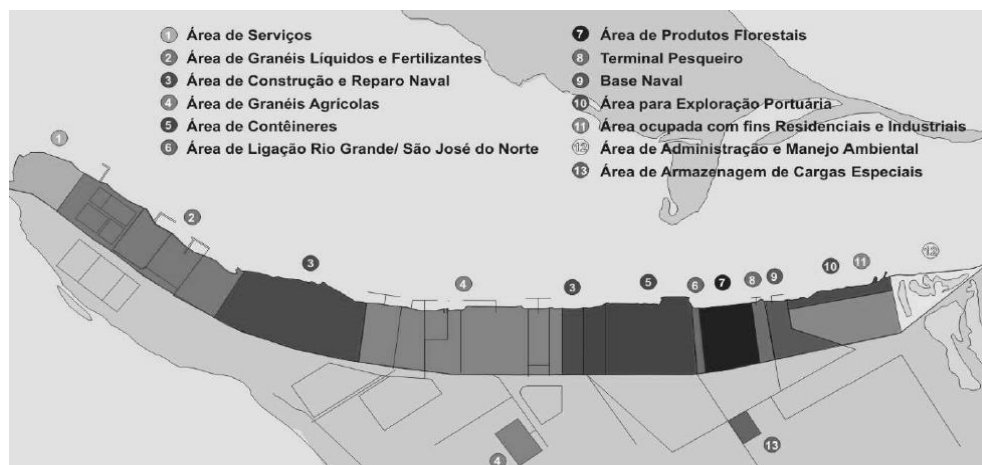 1 Área de Serviços
2 Área de Granéis Líquidos e Fertilizantes
3 Área de Construção e Reparo Naval
4 Área de Granéis Agrícolas
5 Área de Contêineres
6 Área de Ligação Rio Grande/ São José do Norte
7 Área de Produtos Florestais
8 Terminal Pesqueiro
9 Base Naval
10 Área para Exploração Portuária
11 Área ocupada com fins Residenciais e Industriais
12 Área de Administração e Manejo Ambiental
13 Área de Armazenagem de Cargas Especiais
1
2
3
4
3
5
6
7
8
9
10
11
12
4
13